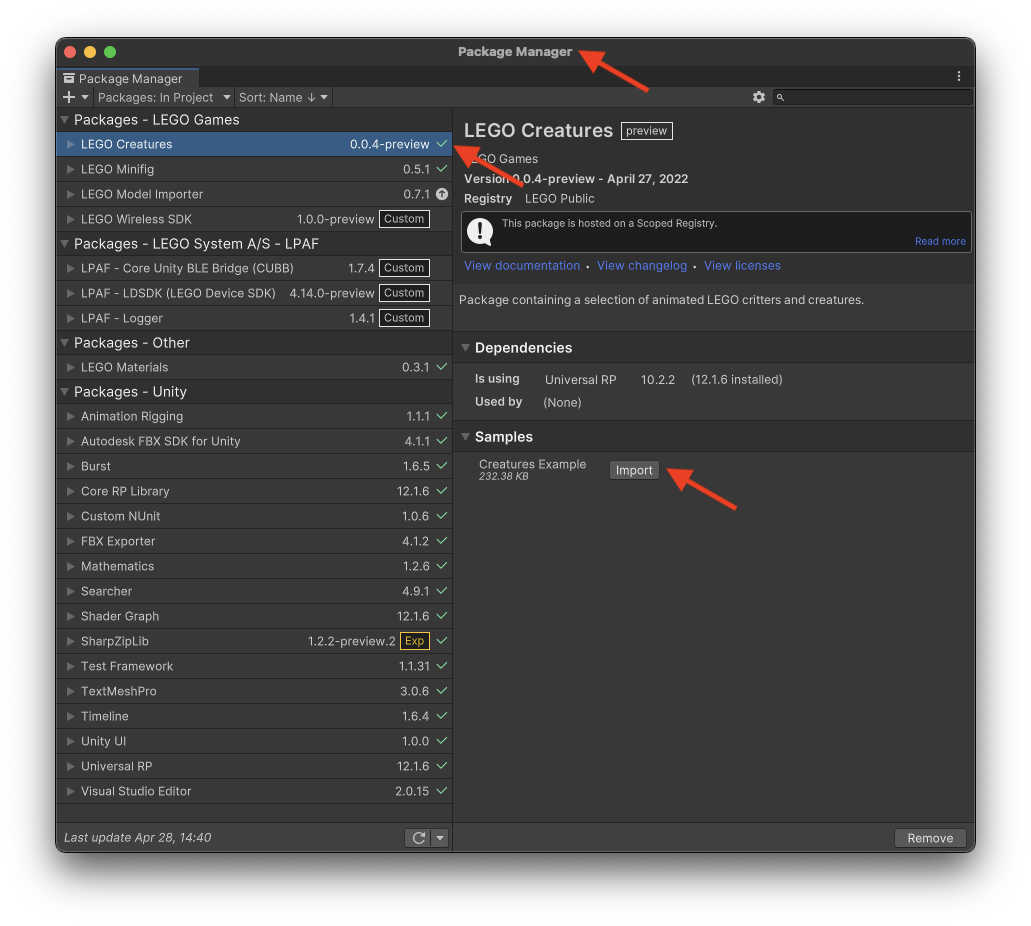 Package Manager
Package Manager
+ Packages: In Project Sort: Name ↓
Packages - LEGO Games
LEGO Creatures 0.0.4-preview
LEGO Minifig 0.5.1
LEGO Model Importer 0.7.1
LEGO Wireless SDK 1.0.0-preview Custom
Packages - LEGO System A/S - LPAF
LPAF - Core Unity BLE Bridge (CUBB) 1.7.4 Custom
LPAF - LDSDK (LEGO Device SDK) 4.14.0-preview Custom
LPAF - Logger 1.4.1 Custom
Packages - Other
LEGO Materials 0.3.1
Packages - Unity
Animation Rigging 1.1.1
Autodesk FBX SDK for Unity 4.1.1
Burst 1.6.5
Core RP Library 12.1.6
Custom NUnit 1.0.6
FBX Exporter 4.1.2
Mathematics 1.2.6
Searcher 4.9.1
Shader Graph 12.1.6
SharpZipLib 1.2.2-preview.2 Exp
Test Framework 1.1.31
TextMeshPro 3.0.6
Timeline 1.6.4
Unity UI 1.0.0
Universal RP 12.1.6
Visual Studio Editor 2.0.15
Last update Apr 28, 14:40
LEGO Creatures preview
LEGO Games
Version 0.0.4-preview - April 27, 2022
Registry LEGO Public
This package is hosted on a Scoped Registry.
Read more
View documentation • View changelog • View licenses
Package containing a selection of animated LEGO critters and creatures.
Dependencies
Is using Universal RP 10.2.2 (12.1.6 installed)
Used by (None)
Samples
Creatures Example Import
232.38 KB
Remove